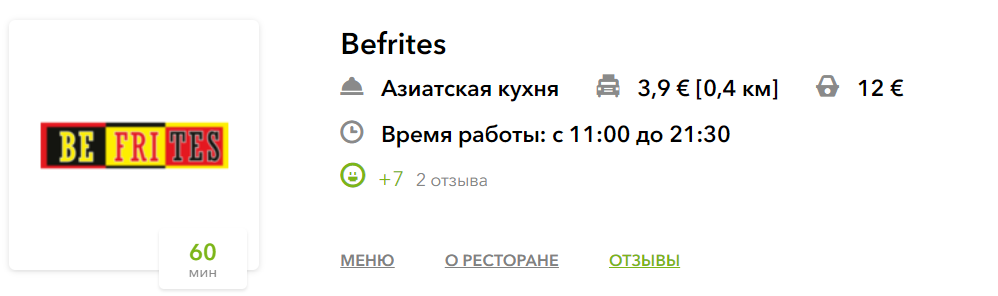 Befrites
Азиатская кухня 3,9 € [0,4 км] 12 €
BE FRITES
Время работы: с 11:00 до 21:30
+7 2 отзыва
60
мин
МЕНЮ О РЕСТОРАНЕ ОТЗЫВЫ